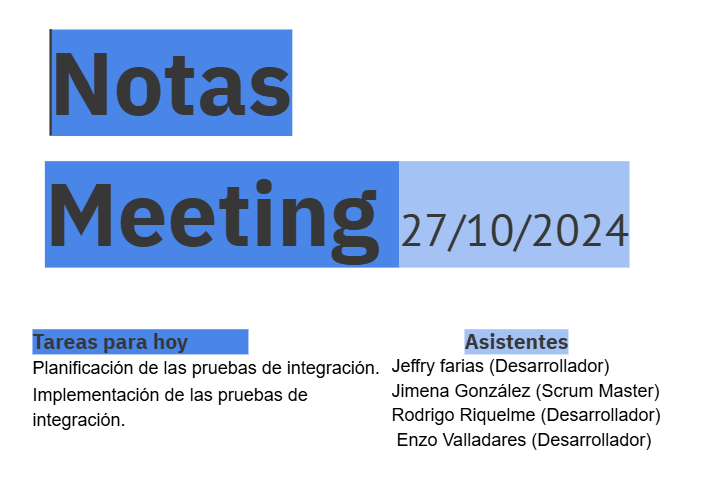 Notas
Meeting 27/10/2024
Tareas para hoy
Planificación de las pruebas de integración.
Implementación de las pruebas de
integración.
Asistentes
Jeffry farias (Desarrollador)
Jimena González (Scrum Master)
Rodrigo Riquelme (Desarrollador)
Enzo Valladares (Desarrollador)